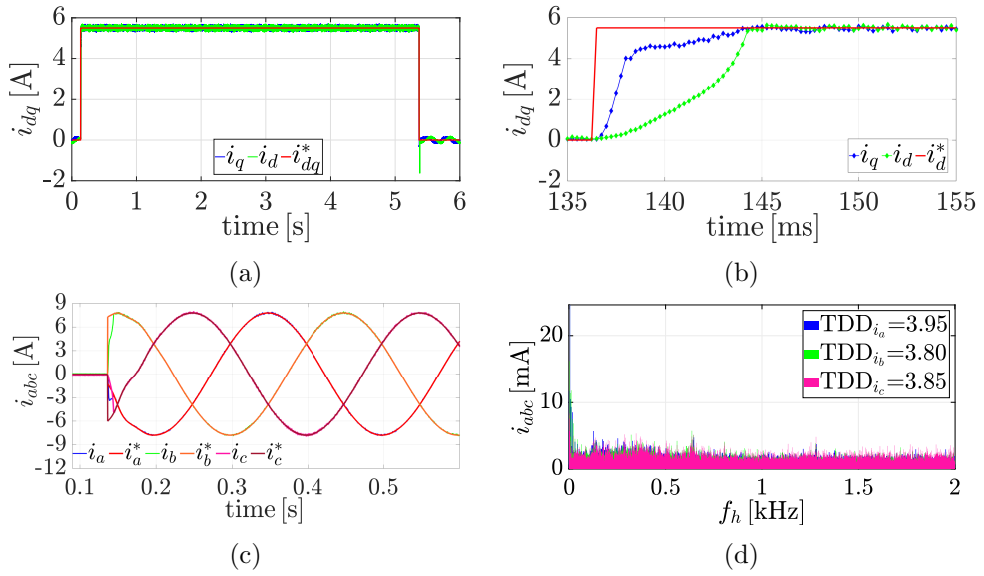 6
4
2
0
-2
i_dq [A]
i_q i_d i*_dq
0 1 2 3 4 5 6
time [s]
(a)
6
4
2
0
-2
i_dq [A]
i_q i_d i*_d
135 140 145 150 155
time [ms]
(b)
9
6
3
0
-3
-6
-9
-12
i_abc [A]
i_a i*_a i_b i*_b i_c i*_c
0.1 0.2 0.3 0.4 0.5
time [s]
(c)
20
10
0
i_abc [mA]
TDD_i_a=3.95
TDD_i_b=3.80
TDD_i_c=3.85
0 0.5 1 1.5 2
f_h [kHz]
(d)